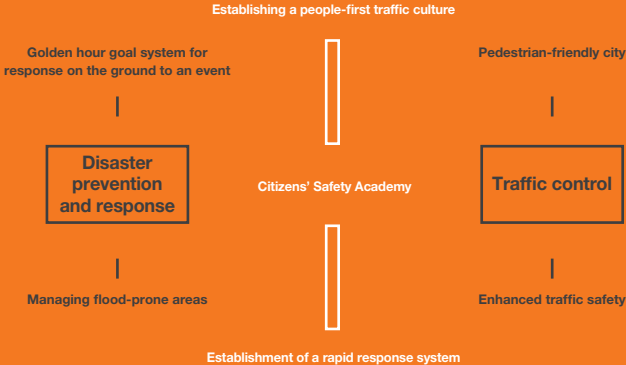 Establishing a people-first traffic culture
Golden hour goal system for
response on the ground to an event
Pedestrian-friendly city
Disaster
prevention
and response
Citizens' Safety Academy
Traffic control
Managing flood-prone areas
Enhanced traffic safety
Establishment of a rapid response system